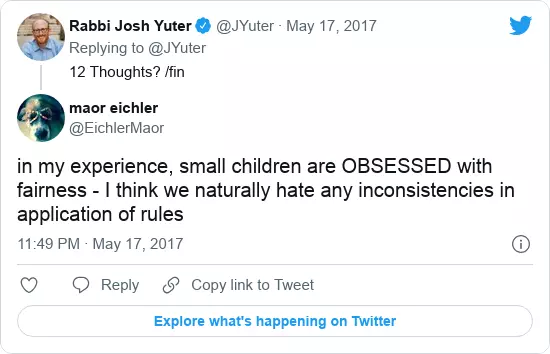 Rabbi Josh Yuter @JYuter · May 17, 2017
Replying to @JYuter
12 Thoughts? /fin
maor eichler
@EichlerMaor
in my experience, small children are OBSESSED with
fairness - I think we naturally hate any inconsistencies in
application of rules
11:49 PM · May 17, 2017
Reply Copy link to Tweet
Explore what's happening on Twitter